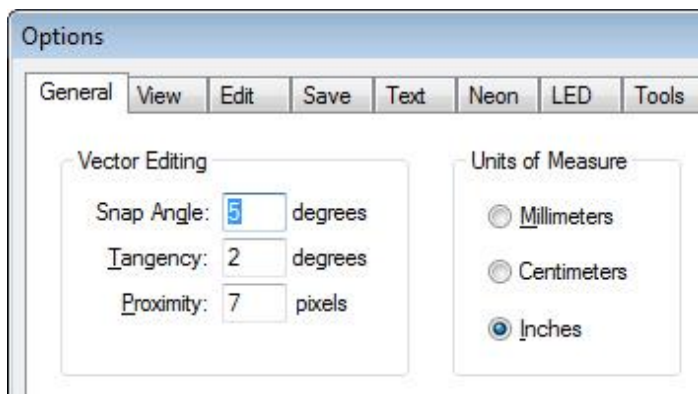 Options
General View Edit Save Text Neon LED Tools
Vector Editing
Snap Angle: 5 degrees
Tangency: 2 degrees
Proximity: 7 pixels
Units of Measure
Millimeters
Centimeters
Inches